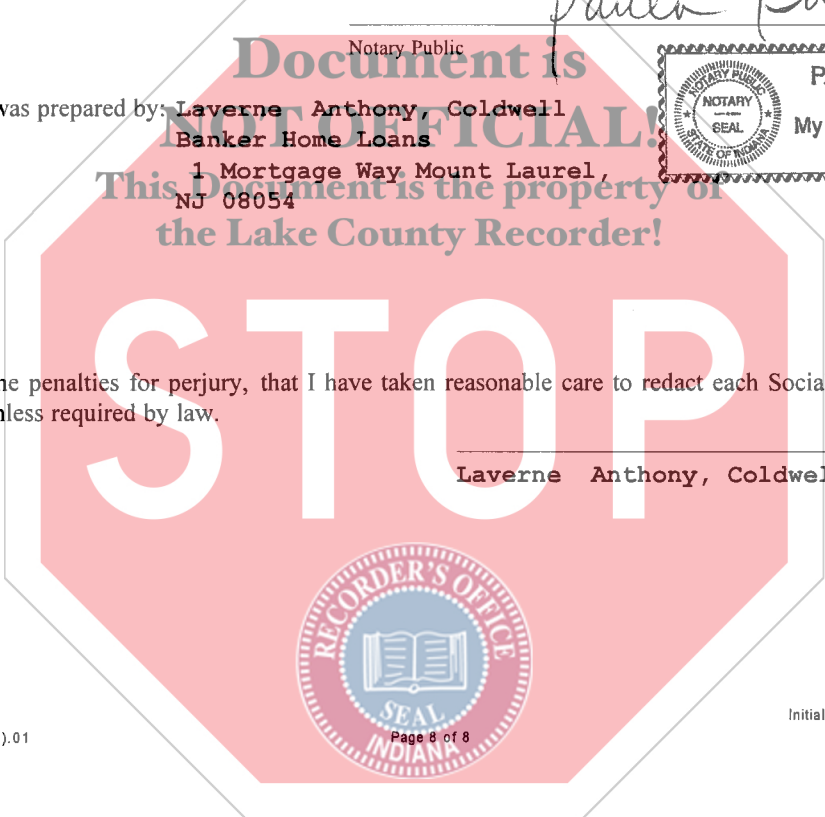 Document is
Notary Public
was prepared by: Laverne Anthony, Coldwell
NOT OFFICIAL!
Banker Home Loans
1 Mortgage Way Mount Laurel,
This Document is the property of
NJ 08054
the Lake County Recorder!
NOTARY PUBLIC
NOTARY
SEAL
STATE OF INDIANA
My
STOP
he penalties for perjury, that I have taken reasonable care to redact each Socia
nless required by law.
Laverne Anthony, Coldwel
RECORDER'S OFFICE
SEAL
INDIANA
Initial
).01
Page 8 of 8